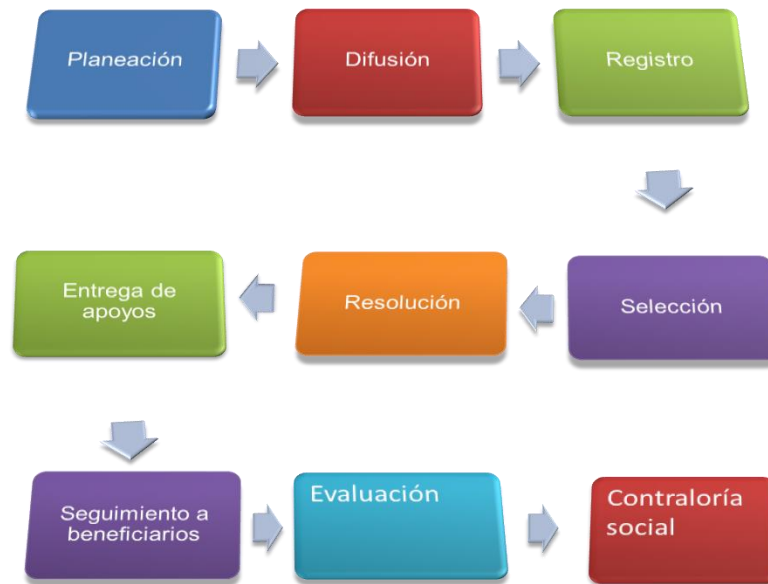 Planeación
Difusión
Registro
Selección
Resolución
Entrega de
apoyos
Seguimiento a
beneficiarios
Evaluación
Contraloría
social